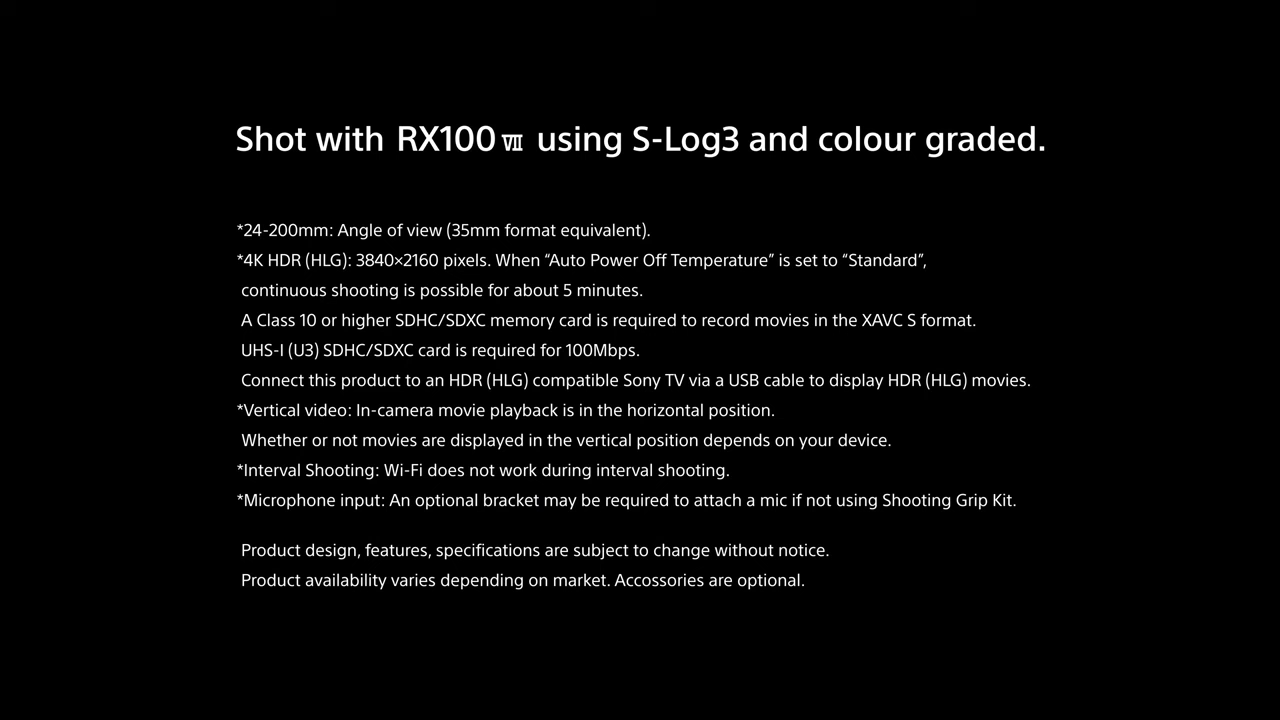 Shot with RX100 VII using S-Log3 and colour graded.
*24-200mm: Angle of view (35mm format equivalent).
*4K HDR (HLG): 3840×2160 pixels. When “Auto Power Off Temperature” is set to “Standard”,
continuous shooting is possible for about 5 minutes.
A Class 10 or higher SDHC/SDXC memory card is required to record movies in the XAVC S format.
UHS-I (U3) SDHC/SDXC card is required for 100Mbps.
Connect this product to an HDR (HLG) compatible Sony TV via a USB cable to display HDR (HLG) movies.
*Vertical video: In-camera movie playback is in the horizontal position.
Whether or not movies are displayed in the vertical position depends on your device.
*Interval Shooting: Wi-Fi does not work during interval shooting.
*Microphone input: An optional bracket may be required to attach a mic if not using Shooting Grip Kit.
Product design, features, specifications are subject to change without notice.
Product availability varies depending on market. Accossories are optional.